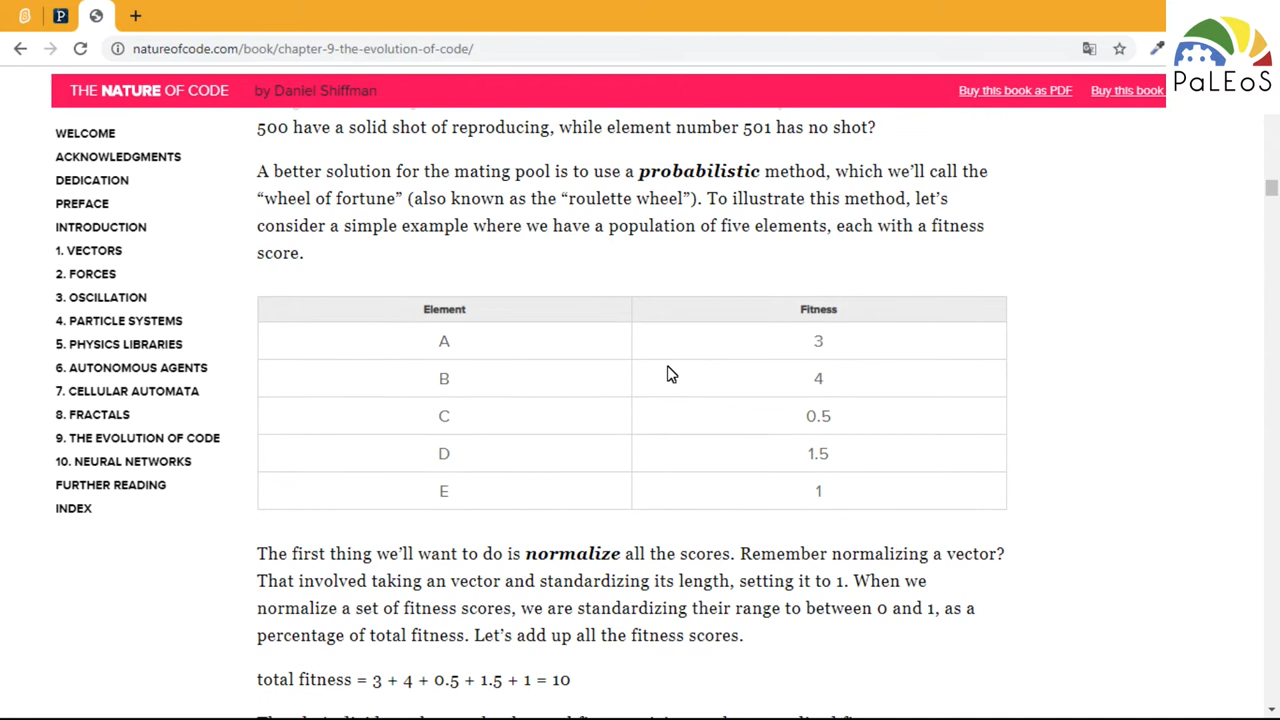 natureofcode.com/book/chapter-9-the-evolution-of-code/
PaLEoS
THE NATURE OF CODE
by Daniel Shiffman
Buy this book as PDF
Buy this book
WELCOME
ACKNOWLEDGMENTS
DEDICATION
PREFACE
INTRODUCTION
1. VECTORS
2. FORCES
3. OSCILLATION
4. PARTICLE SYSTEMS
5. PHYSICS LIBRARIES
6. AUTONOMOUS AGENTS
7. CELLULAR AUTOMATA
8. FRACTALS
9. THE EVOLUTION OF CODE
10. NEURAL NETWORKS
FURTHER READING
INDEX
500 have a solid shot of reproducing, while element number 501 has no shot?
A better solution for the mating pool is to use a probabilistic method, which we’ll call the
“wheel of fortune” (also known as the “roulette wheel”). To illustrate this method, let’s
consider a simple example where we have a population of five elements, each with a fitness
score.
Element Fitness
A 3
B 4
C 0.5
D 1.5
E 1
The first thing we’ll want to do is normalize all the scores. Remember normalizing a vector?
That involved taking an vector and standardizing its length, setting it to 1. When we
normalize a set of fitness scores, we are standardizing their range to between 0 and 1, as a
percentage of total fitness. Let’s add up all the fitness scores.
total fitness = 3 + 4 + 0.5 + 1.5 + 1 = 10